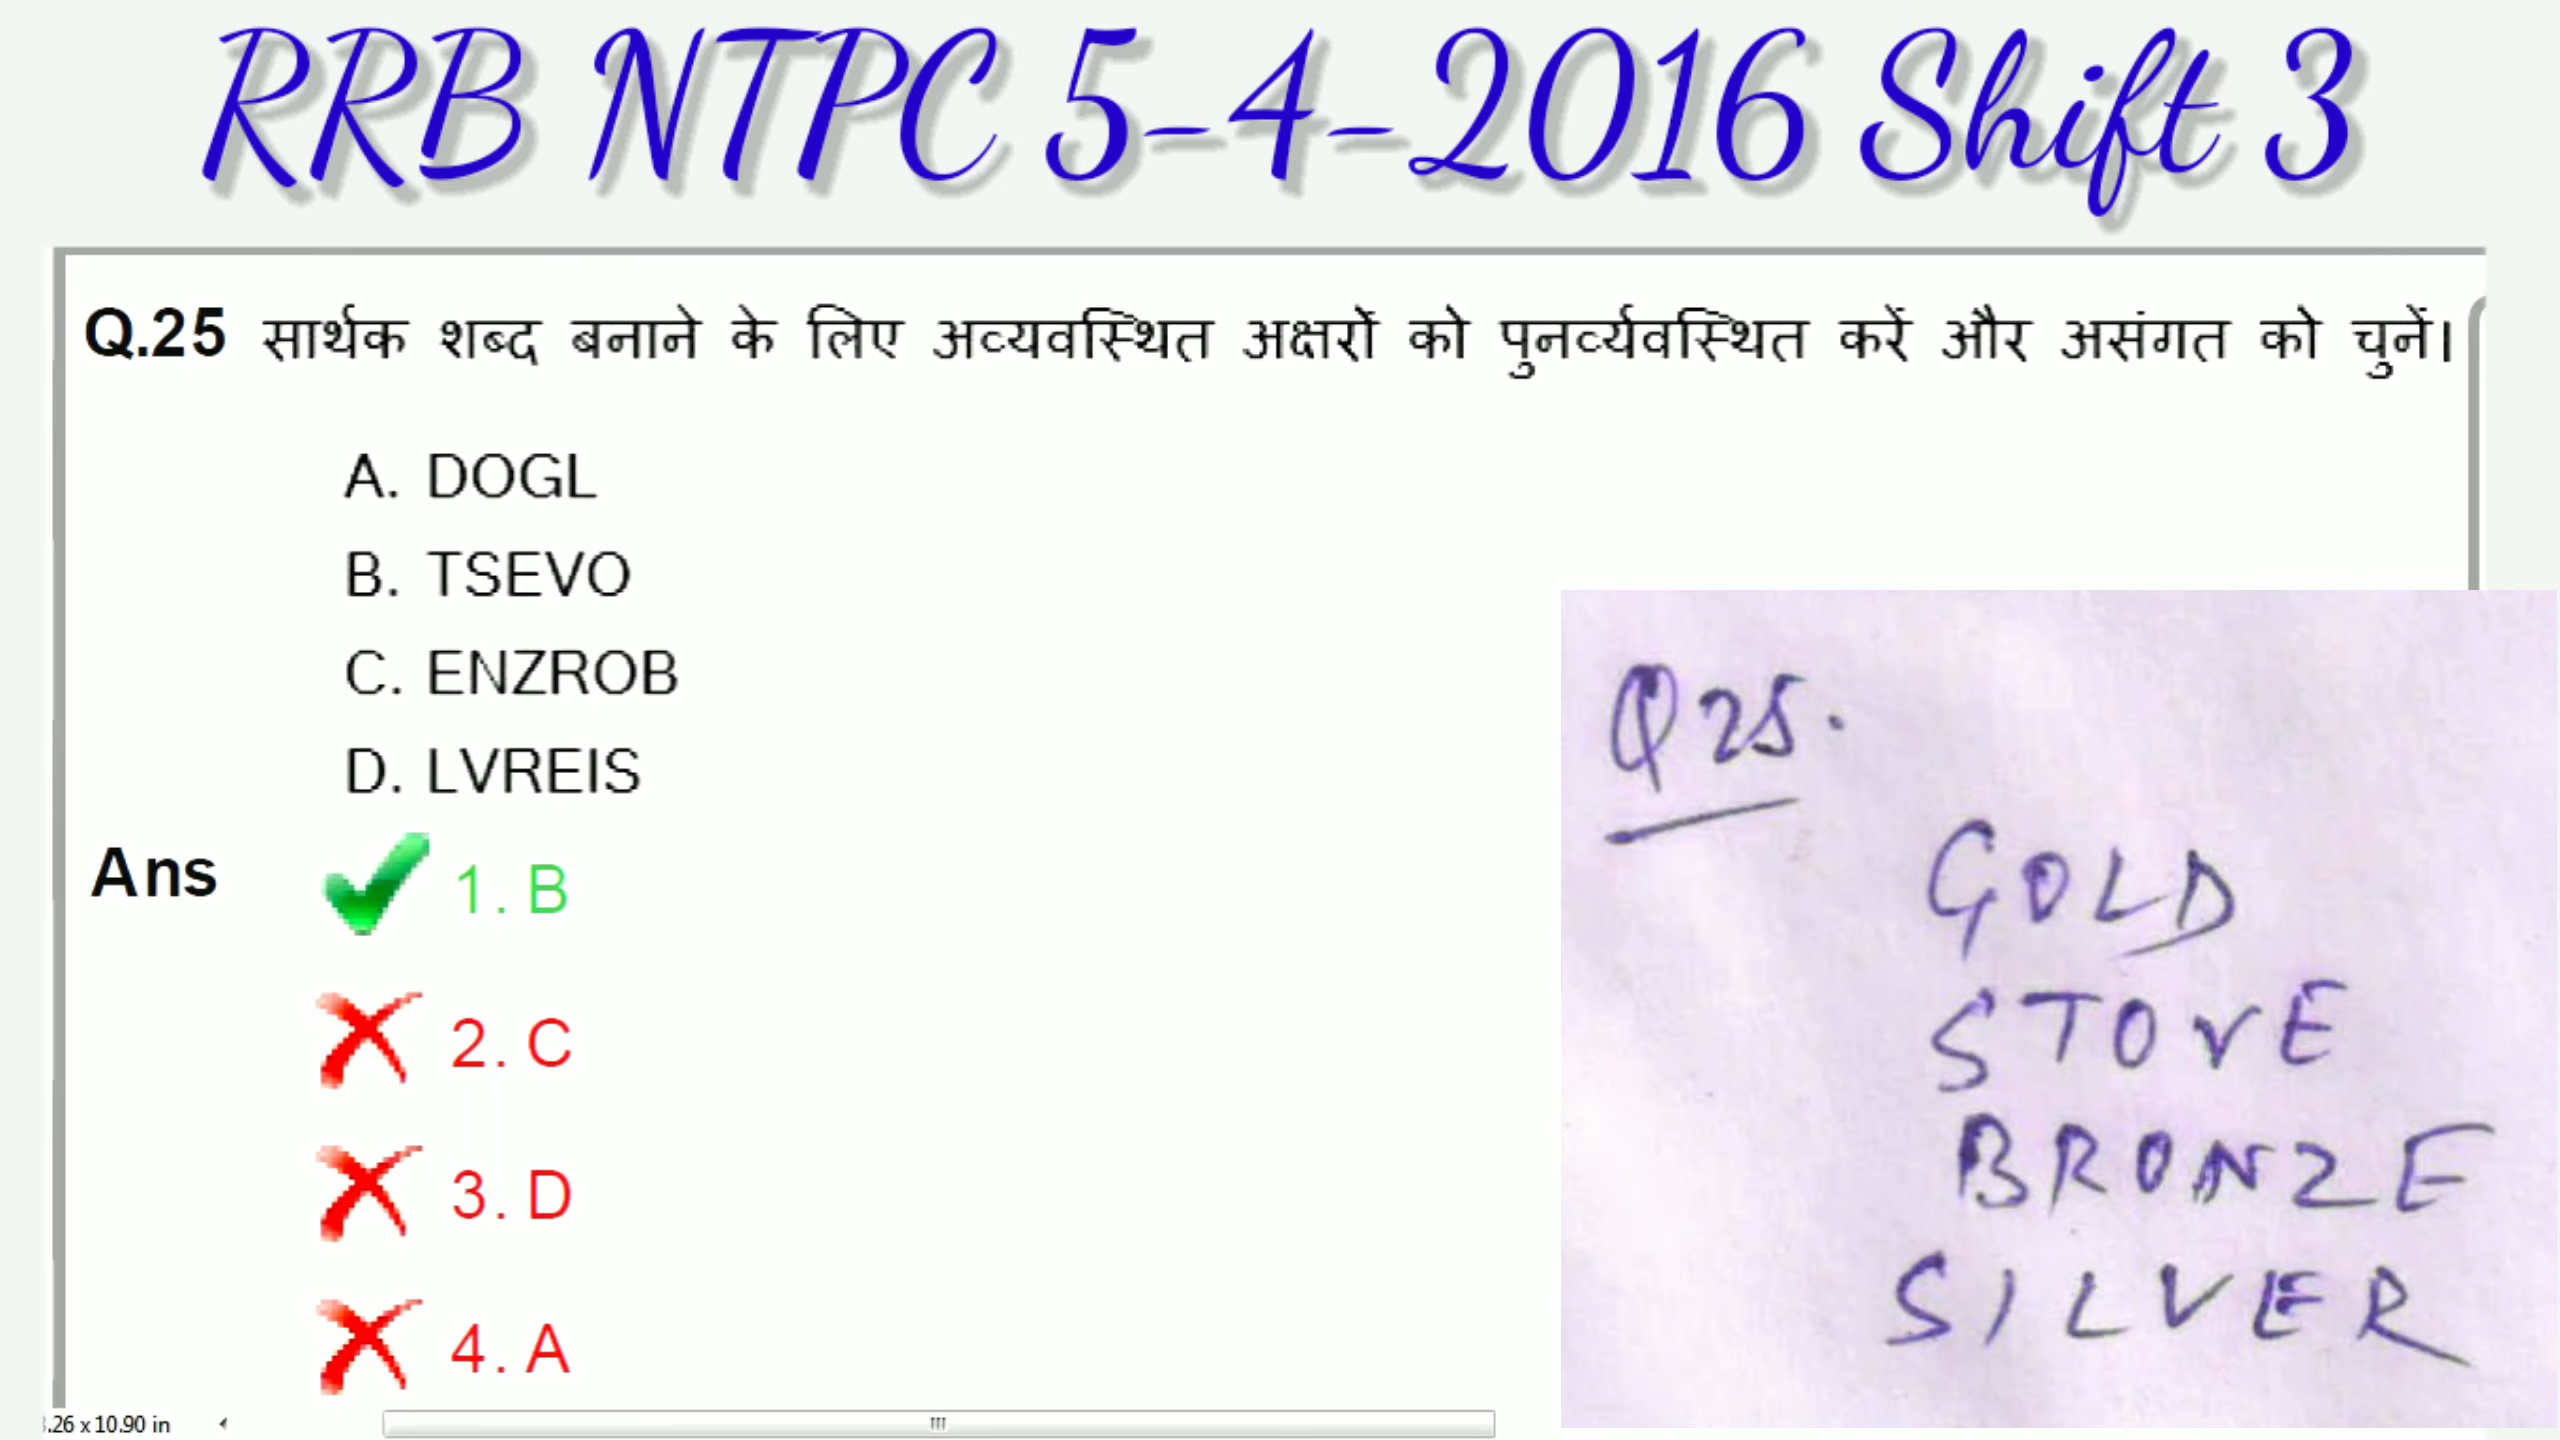 RRB NTPC 5-4-2016 Shift 3
Q.25 सार्थक शब्द बनाने के लिए अव्यवस्थित अक्षरों को पुनर्व्यवस्थित करें और असंगत को चुनें।
A. DOGL
B. TSEVO
C. ENZROB
D. LVREIS
Ans 1. B
2. C
3. D
4. A
Q25.
GOLD
STOVE
BRONZE
SILVER
.26 x 10.90 in